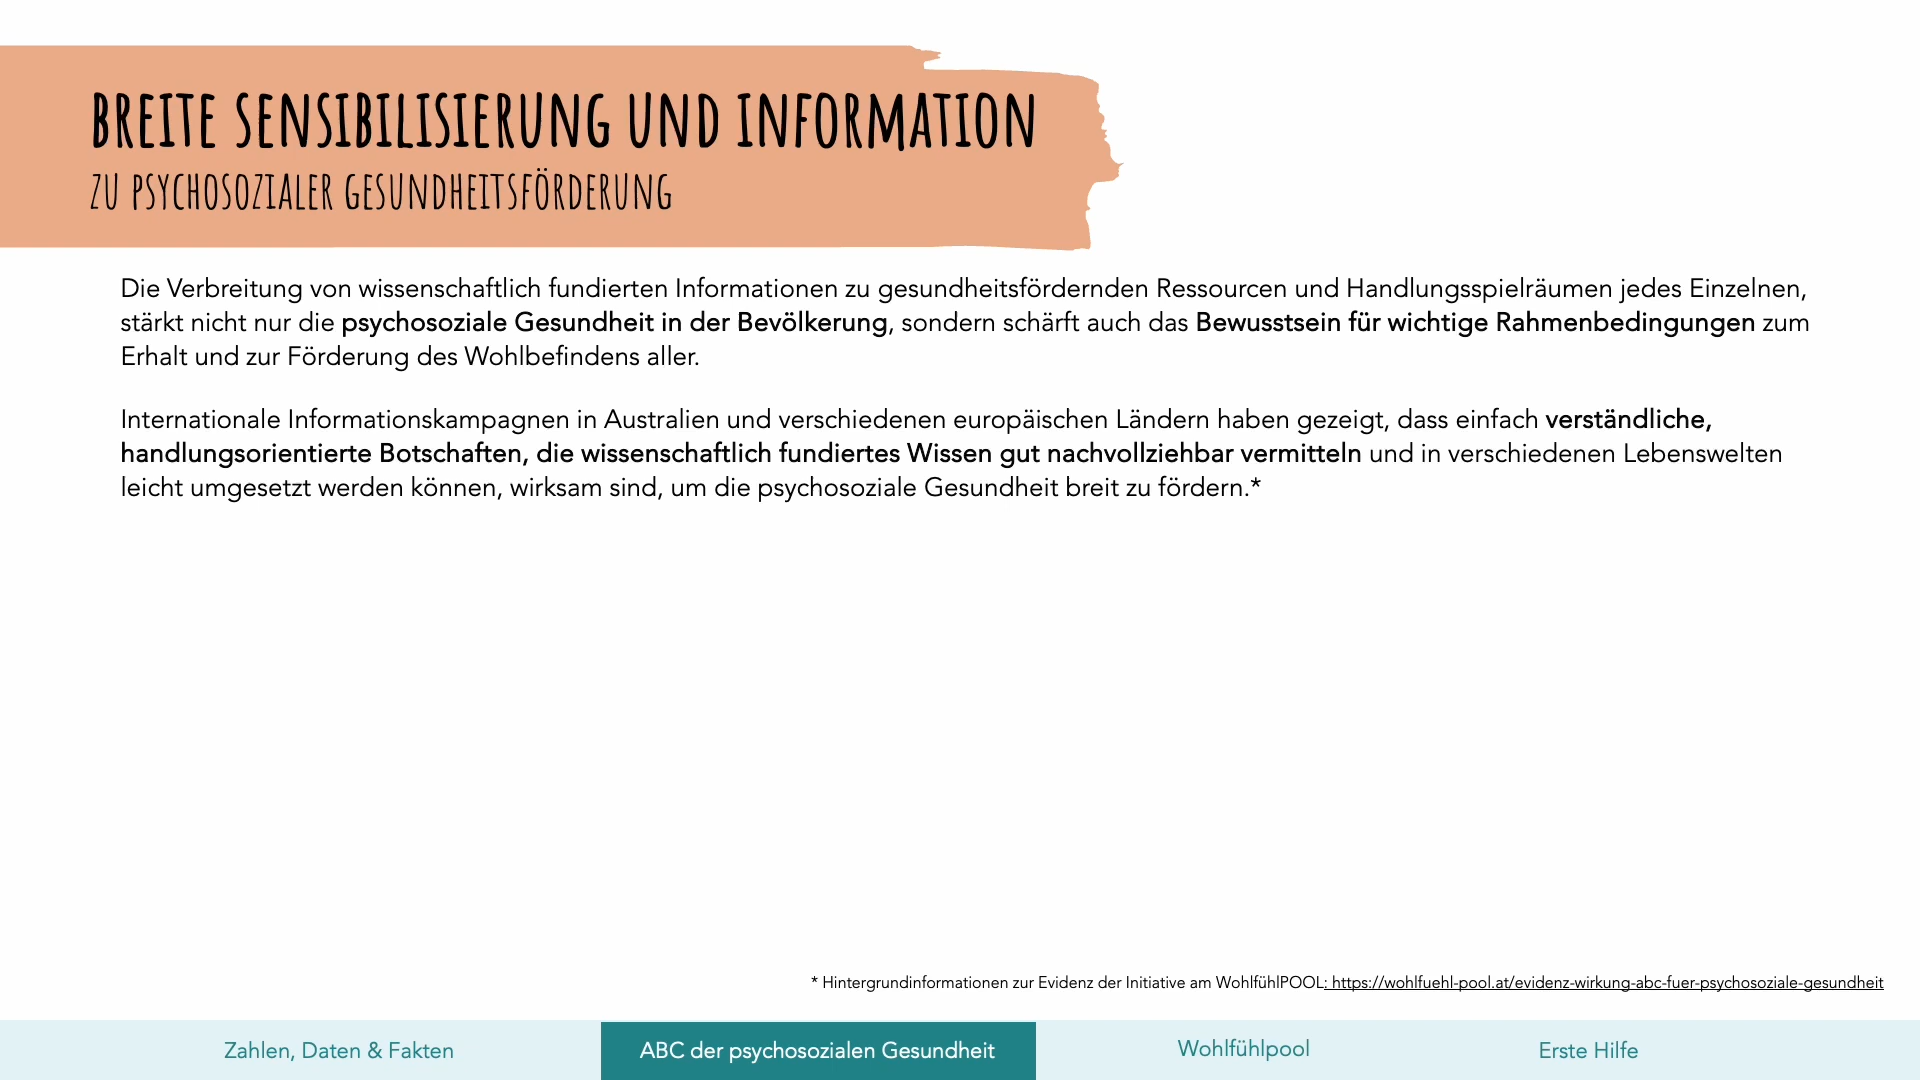 BREITE SENSIBILISIERUNG UND INFORMATION
ZU PSYCHOSOZIALER GESUNDHEITSFÖRDERUNG
Die Verbreitung von wissenschaftlich fundierten Informationen zu gesundheitsfördernden Ressourcen und Handlungsspielräumen jedes Einzelnen,
stärkt nicht nur die psychosoziale Gesundheit in der Bevölkerung, sondern schärft auch das Bewusstsein für wichtige Rahmenbedingungen zum
Erhalt und zur Förderung des Wohlbefindens aller.
Internationale Informationskampagnen in Australien und verschiedenen europäischen Ländern haben gezeigt, dass einfach verständliche,
handlungsorientierte Botschaften, die wissenschaftlich fundiertes Wissen gut nachvollziehbar vermitteln und in verschiedenen Lebenswelten
leicht umgesetzt werden können, wirksam sind, um die psychosoziale Gesundheit breit zu fördern.*
* Hintergrundinformationen zur Evidenz der Initiative am WohlfühlPOOL: https://wohlfuehl-pool.at/evidenz-wirkung-abc-fuer-psychosoziale-gesundheit
Zahlen, Daten & Fakten
ABC der psychosozialen Gesundheit
Wohlfühlpool
Erste Hilfe